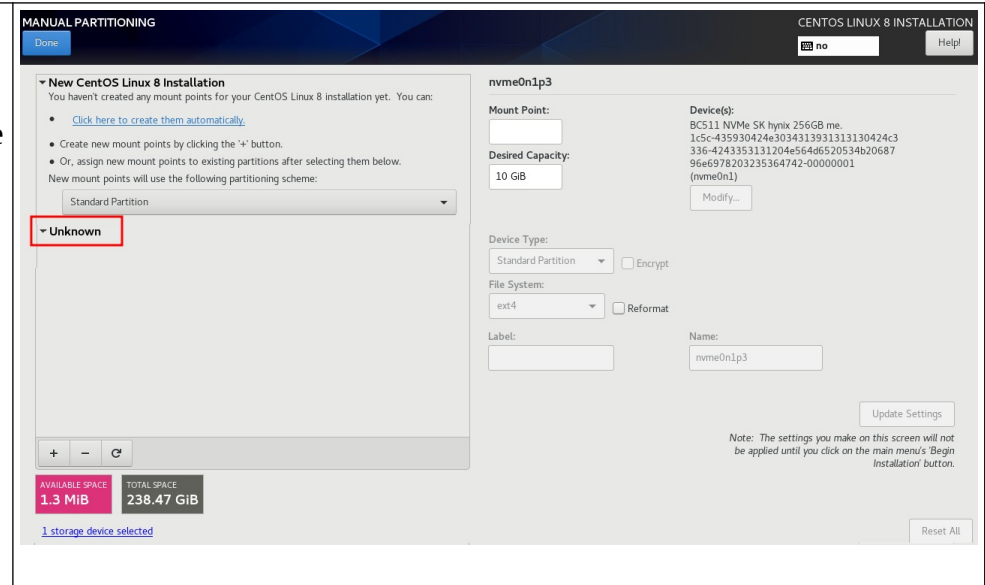 MANUAL PARTITIONING
CENTOS LINUX 8 INSTALLATION
Done
no
Help!
New CentOS Linux 8 Installation
You haven't created any mount points for your CentOS Linux 8 installation yet. You can:
• Click here to create them automatically.
• Create new mount points by clicking the '+' button.
• Or, assign new mount points to existing partitions after selecting them below.
New mount points will use the following partitioning scheme:
Standard Partition
Unknown
+ −
AVAILABLE SPACE
1.3 MiB
TOTAL SPACE
238.47 GiB
1 storage device selected
nvme0n1p3
Mount Point:
Desired Capacity:
10 GiB
Device(s):
BC511 NVMe SK hynix 256GB me.
1c5c-435930424e3034313931313130424c3
336-4243353131204e564d6520534b20687
96e6978203235364742-00000001
(nvme0n1)
Modify...
Device Type:
Standard Partition
Encrypt
File System:
ext4
Reformat
Label:
Name:
nvme0n1p3
Update Settings
Note: The settings you make on this screen will not
be applied until you click on the main menu's 'Begin
Installation' button.
Reset All